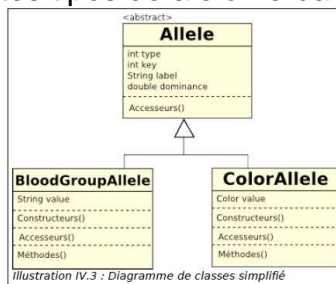 <abstract>
Allele
int type
int key
String label
double dominance
Accesseurs()
BloodGroupAllele
String value
Constructeurs()
Accesseurs()
Méthodes()
ColorAllele
Color value
Constructeurs()
Accesseurs()
Méthodes()
Illustration IV.3 : Diagramme de classes simplifié